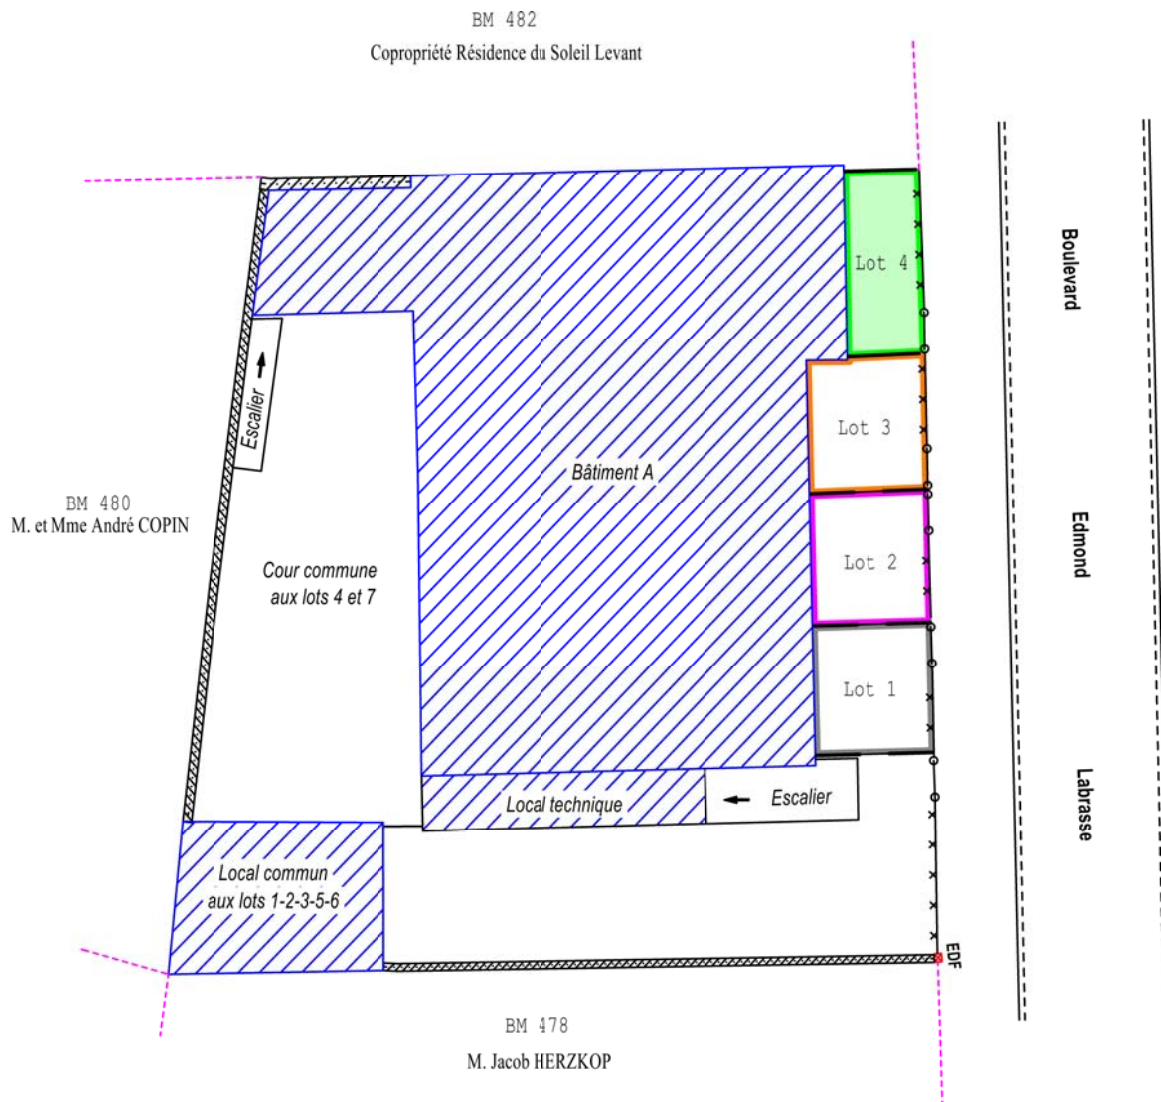 BM 482
Copropriété Résidence du Soleil Levant
Boulevard
Lot 4
Escalier
Lot 3
Bâtiment A
BM 480
M. et Mme André COPIN
Edmond
Cour commune
aux lots 4 et 7
Lot 2
Lot 1
Labrasse
Local technique
Escalier
Local commun
aux lots 1-2-3-5-6
EDF
BM 478
M. Jacob HERZKOP